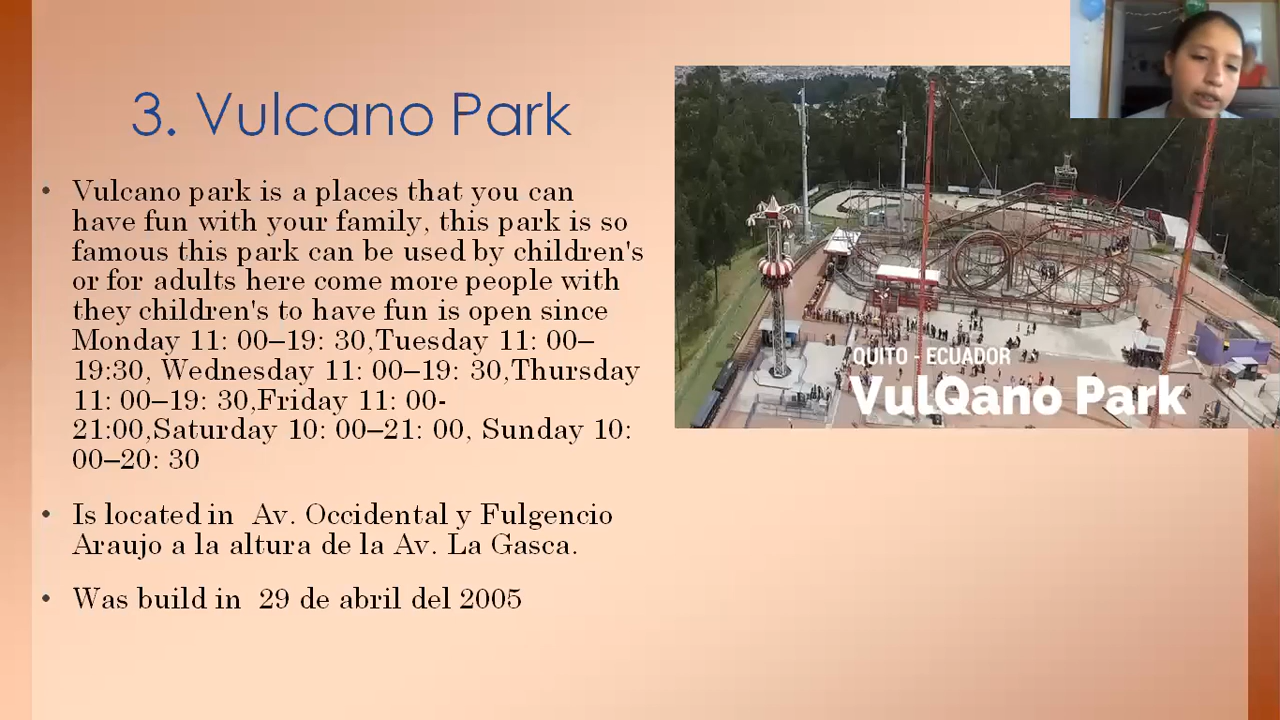 3. Vulcano Park
• Vulcano park is a places that you can
have fun with your family, this park is so
famous this park can be used by children's
or for adults here come more people with
they children's to have fun is open since
Monday 11: 00–19: 30,Tuesday 11: 00–
19:30, Wednesday 11: 00–19: 30,Thursday
11: 00–19: 30,Friday 11: 00-
21:00,Saturday 10: 00–21: 00, Sunday 10:
00–20: 30
• Is located in  Av. Occidental y Fulgencio
Araujo a la altura de la Av. La Gasca.
• Was build in  29 de abril del 2005
QUITO - ECUADOR
VulQano Park